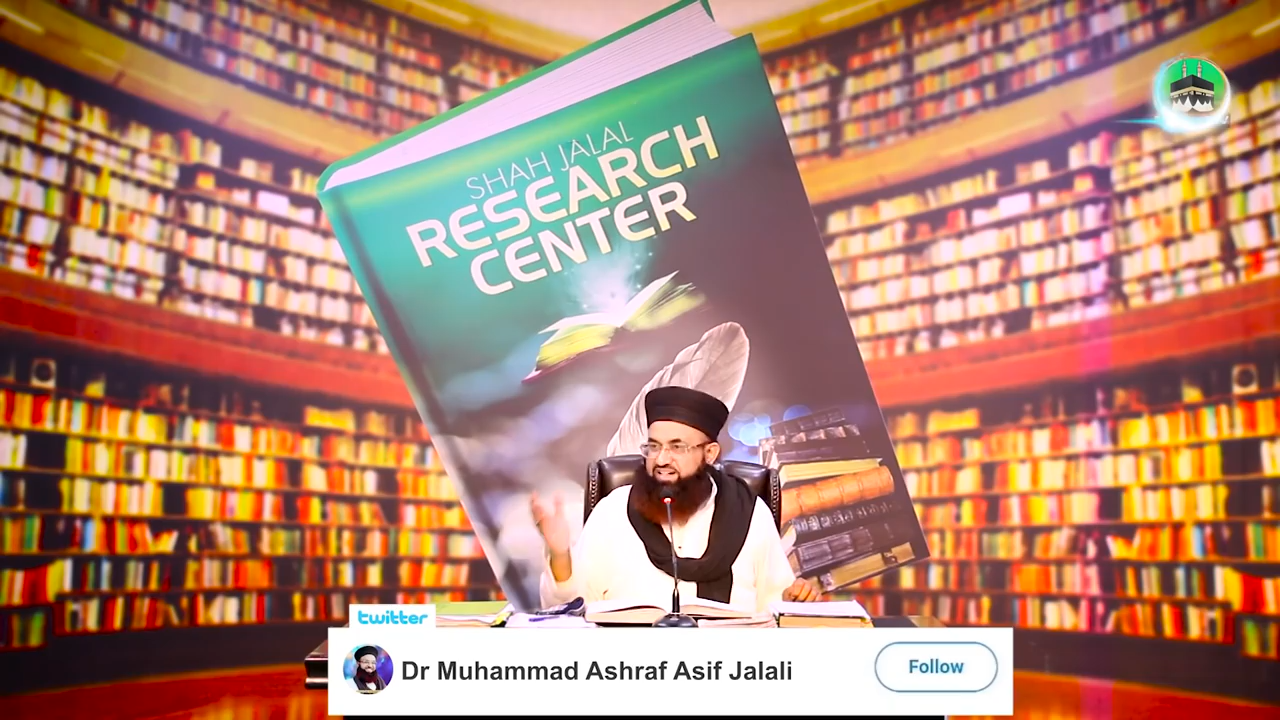 SHAH JALAL
RESEARCH
CENTER
twitter
Dr Muhammad Ashraf Asif Jalali
Follow